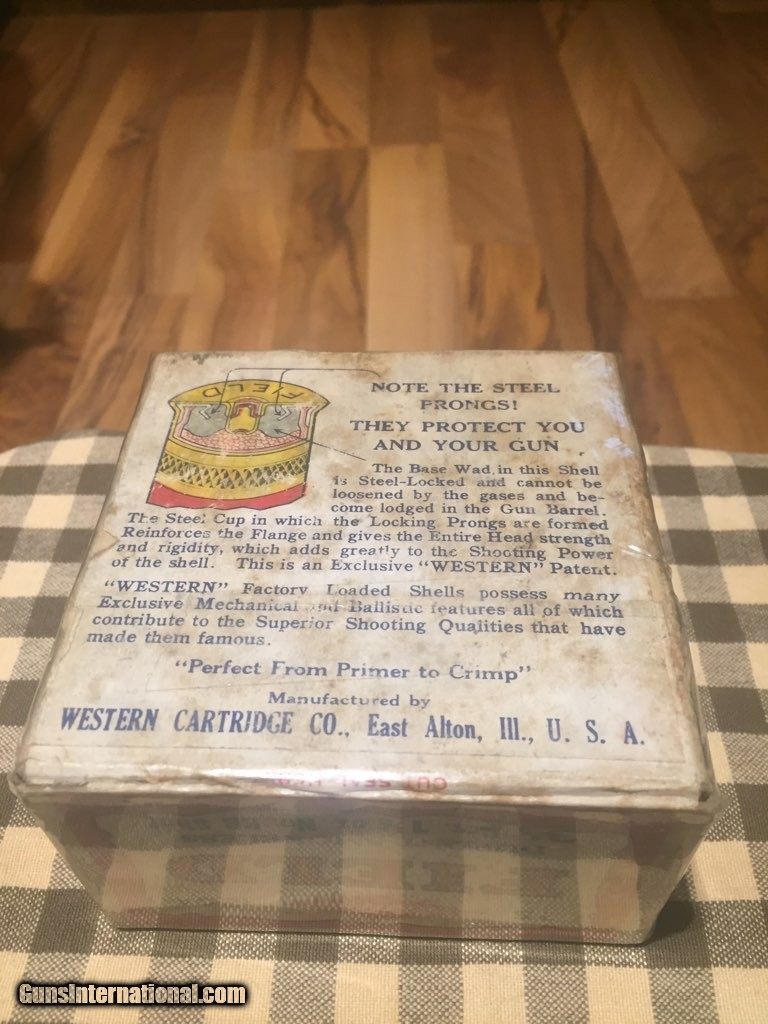 FIELD
NOTE THE STEEL
PRONGS!
THEY PROTECT YOU
AND YOUR GUN
The Base Wad in this Shell
is Steel-Locked and cannot be
loosened by the gases and be-
come lodged in the Gun Barrel.
The Steel Cup in which the Locking Prongs are formed
Reinforces the Flange and gives the Entire Head strength
and rigidity, which adds greatly to the Shooting Power
of the shell. This is an Exclusive "WESTERN" Patent.
"WESTERN" Factory Loaded Shells possess many
Exclusive Mechanical and Ballistic features all of which
contribute to the Superior Shooting Qualities that have
made them famous.
"Perfect From Primer to Crimp"
Manufactured by
WESTERN CARTRIDGE CO., East Alton, Ill., U. S. A.
CUT SEAL
GunsInternational.com